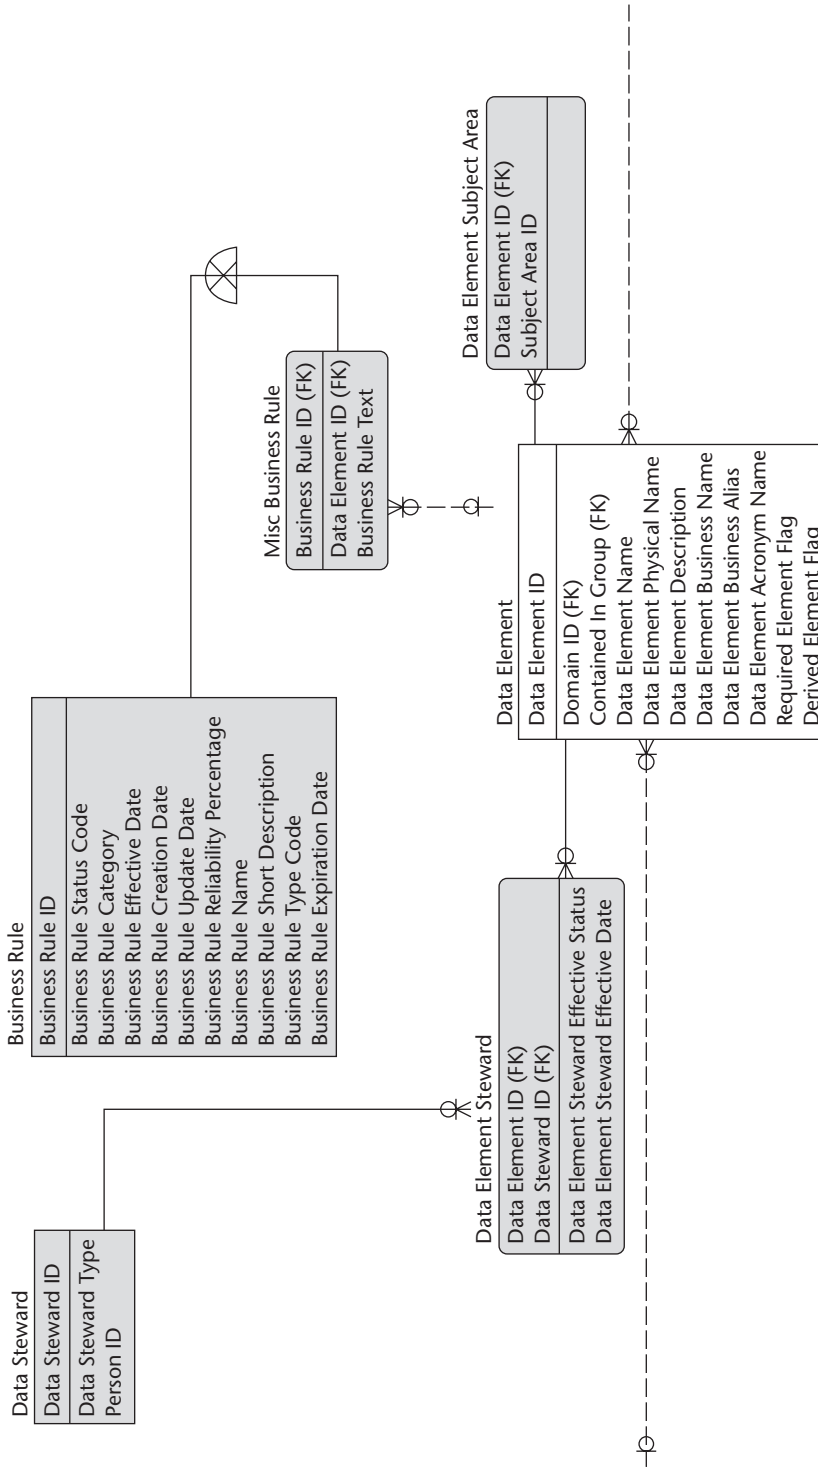 Data Steward
Data Steward ID
Data Steward Type
Person ID
Business Rule
Business Rule ID
Business Rule Status Code
Business Rule Category
Business Rule Effective Date
Business Rule Creation Date
Business Rule Update Date
Business Rule Reliability Percentage
Business Rule Name
Business Rule Short Description
Business Rule Type Code
Business Rule Expiration Date
Misc Business Rule
Business Rule ID (FK)
Data Element ID (FK)
Business Rule Text
Data Element Steward
Data Element ID (FK)
Data Steward ID (FK)
Data Element Steward Effective Status
Data Element Steward Effective Date
Data Element Subject Area
Data Element ID (FK)
Subject Area ID
Data Element
Data Element ID
Domain ID (FK)
Contained In Group (FK)
Data Element Name
Data Element Physical Name
Data Element Description
Data Element Business Name
Data Element Business Alias
Data Element Acronym Name
Required Element Flag
Derived Element Flag